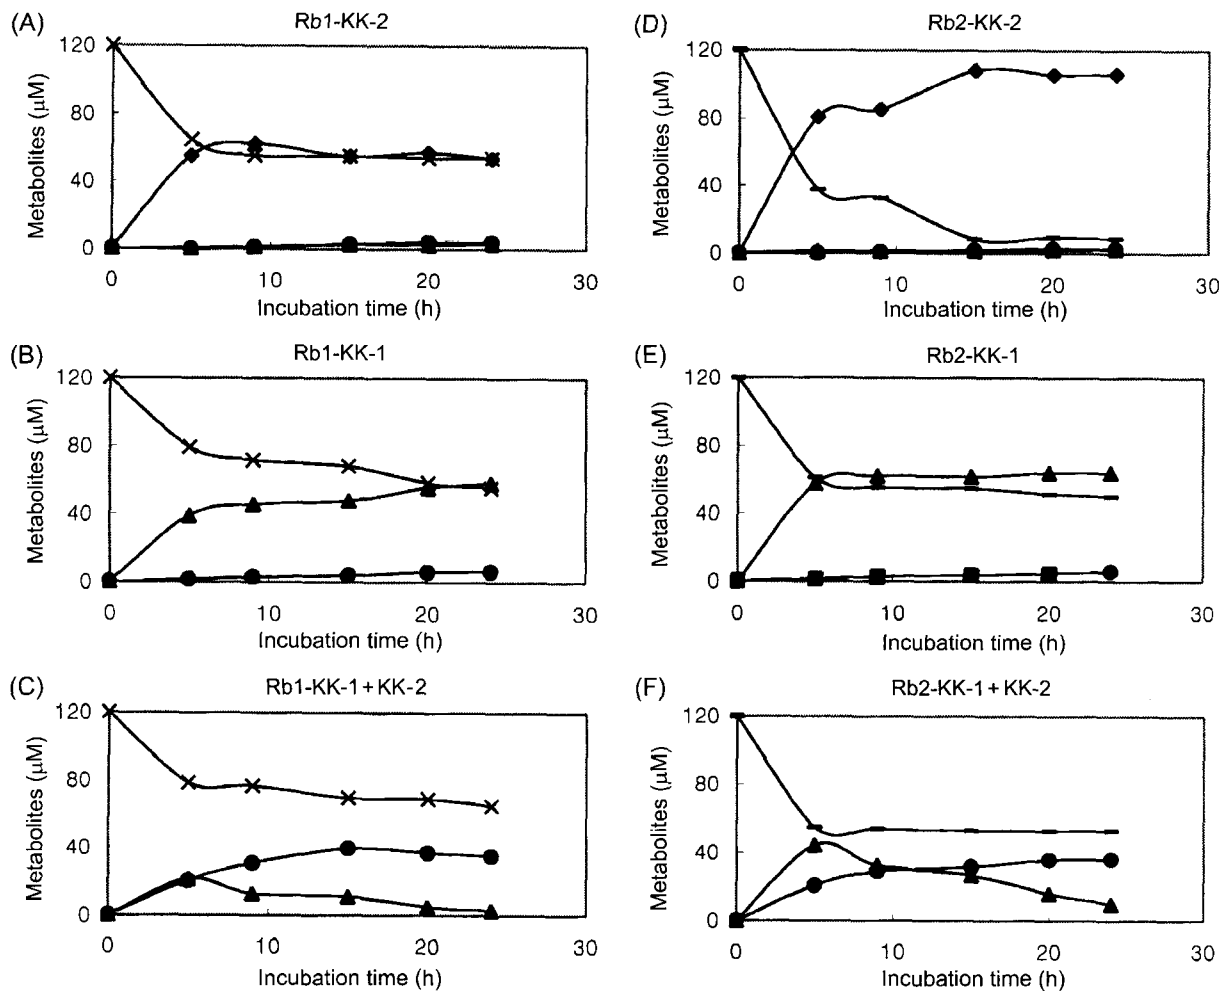 (A)
Rb1-KK-2
Metabolites (μM)
120
80
40
0
0 10 20 30
Incubation time (h)
(B)
Rb1-KK-1
Metabolites (μM)
120
80
40
0
0 10 20 30
Incubation time (h)
(C)
Rb1-KK-1 + KK-2
Metabolites (μM)
120
80
40
0
0 10 20 30
Incubation time (h)
(D)
Rb2-KK-2
Metabolites (μM)
120
80
40
0
0 10 20 30
Incubation time (h)
(E)
Rb2-KK-1
Metabolites (μM)
120
80
40
0
0 10 20 30
Incubation time (h)
(F)
Rb2-KK-1 + KK-2
Metabolites (μM)
120
80
40
0
0 10 20 30
Incubation time (h)